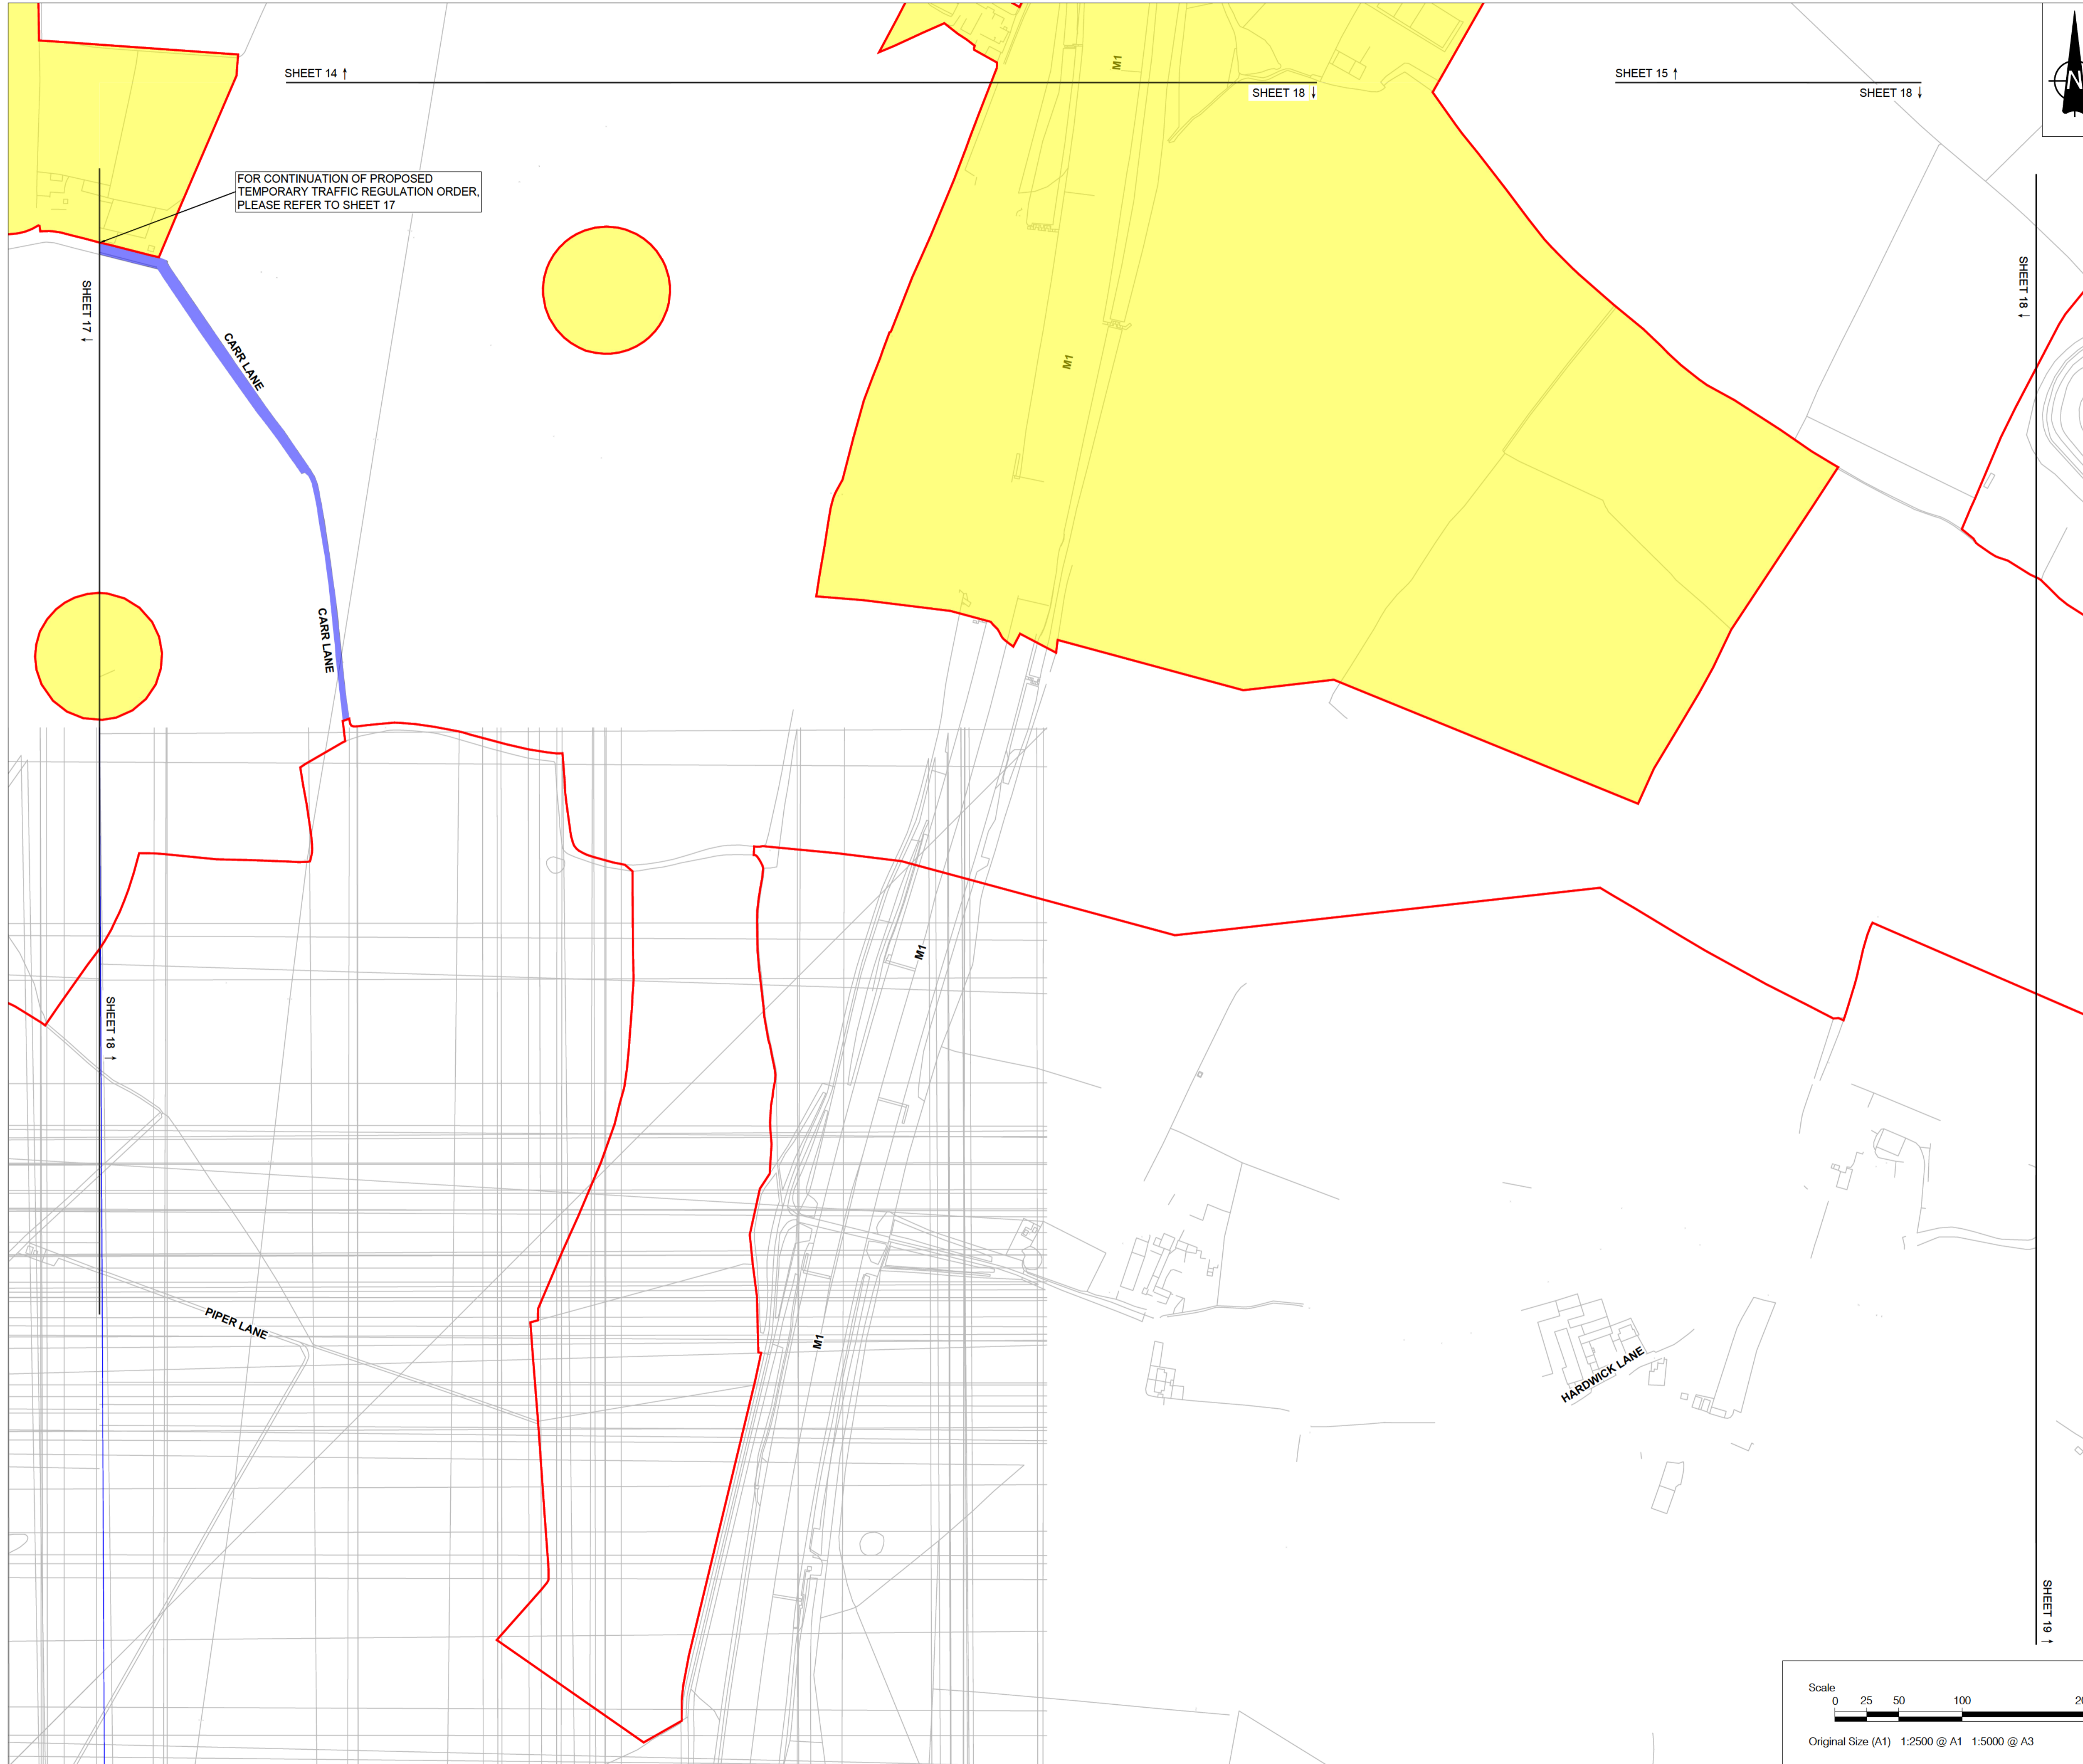 M1
SHEET 14 ↑
SHEET 18 ↓
SHEET 15 ↑
SHEET 18 ↓
N
FOR CONTINUATION OF PROPOSED
TEMPORARY TRAFFIC REGULATION ORDER,
PLEASE REFER TO SHEET 17
SHEET 17 ↓
SHEET 18 ↓
CARR LANE
M1
CARR LANE
M1
SHEET 18 ↑
PIPER LANE
M1
HARDWICK LANE
SHEET 19 ↑
Scale
0 25 50 100
Original Size (A1) 1:2500 @ A1 1:5000 @ A3